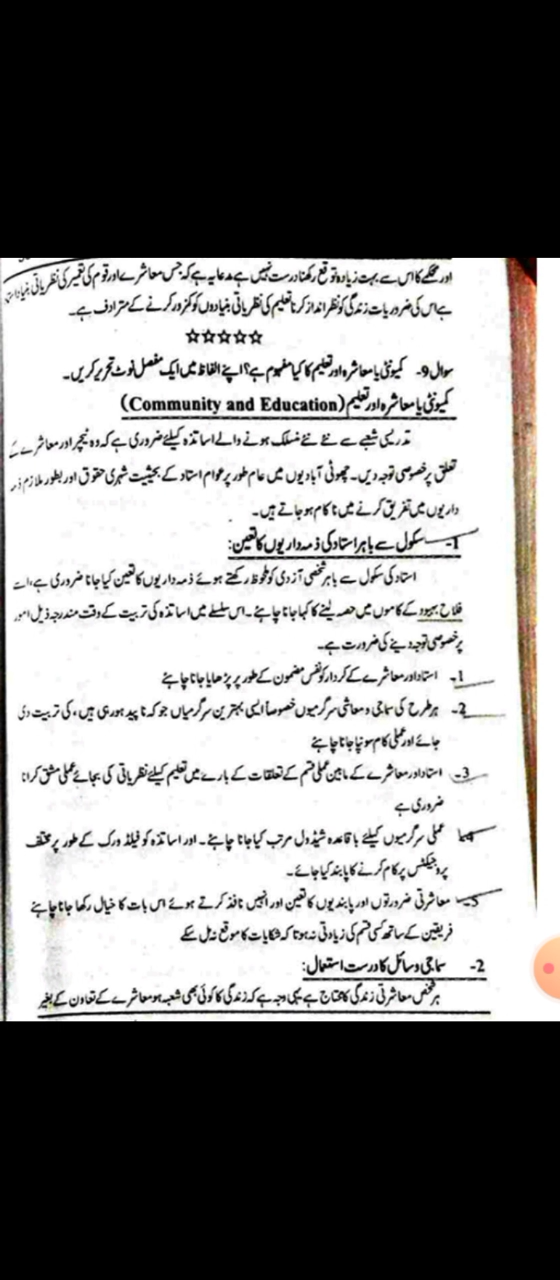 اور محکمے کا اس سے بہت زیادہ توقع رکھنا درست نہیں ہے مدعا یہ ہے کہ جس معاشرے اور قوم کی تعمیر کی نظریاتی بنیاد
ہے اس کی ضروریات زندگی کو نظر انداز کرنا تعلیم کی نظریاتی بنیادوں کو کمزور کرنے کے مترادف ہے۔
☆☆☆☆☆
سوال 9- کمیونٹی یا معاشرہ اور تعلیم کا کیا مفہوم ہے؟ اپنے الفاظ میں ایک مفصل نوٹ تحریر کریں۔
کمیونٹی یا معاشرہ اور تعلیم (Community and Education)
تدریسی شعبے سے نئے نئے منسلک ہونے والے اساتذہ کیلئے ضروری ہے کہ وہ ٹیچر اور معاشرے کے
تعلق پر خصوصی توجہ دیں۔ چھوٹی آبادیوں میں عام طور پر عوام استاد کے بحیثیت شہری حقوق اور بطور ملازم ذمہ
داریوں میں تفریق کرنے میں ناکام ہو جاتے ہیں۔
1- سکول سے باہر استاد کی ذمہ داریوں کا تعین:
استاد کی سکول سے باہر شخصی آزادی کو ملحوظ رکھتے ہوئے ذمہ داریوں کا تعین کیا جانا ضروری ہے، اسے
فلاح بہبود کے کاموں میں حصہ لینے کا کہا جانا چاہئے۔ اس سلسلے میں اساتذہ کی تربیت کے وقت مندرجہ ذیل امور
پر خصوصی توجہ دینے کی ضرورت ہے۔
1- استاد اور معاشرے کے کردار کو نفس مضمون کے طور پر پڑھایا جانا چاہئے
2- ہر طرح کی سماجی و معاشی سرگرمیوں خصوصاً ایسی بہترین سرگرمیاں جو کہ ناپید ہو رہی ہیں، کی تربیت دی
جائے اور عملی کام سونپا جانا چاہئے
3- استاد اور معاشرے کے مابین عملی قسم کے تعلقات کے بارے میں تعلیم کیلئے نظریاتی کی بجائے عملی مشق کرانا
ضروری ہے
4- عملی سرگرمیوں کیلئے باقاعدہ شیڈول مرتب کیا جانا چاہئے۔ اور اساتذہ کو فیلڈ ورک کے طور پر مختلف
پروجیکٹس پر کام کرنے کا پابند کیا جائے۔
5- معاشرتی ضرورتوں اور پابندیوں کا تعین اور انہیں نافذ کرتے ہوئے اس بات کا خیال رکھا جانا چاہئے
فریقین کے ساتھ کسی قسم کی زیادتی نہ ہو تا کہ شکایات کا موقع نہ مل سکے
2- سماجی وسائل کا درست استعمال:
ہر شخص معاشرتی زندگی کا محتاج ہے یہی وجہ ہے کہ زندگی کا کوئی بھی شعبہ ہو معاشرے کے تعاون کے بغیر